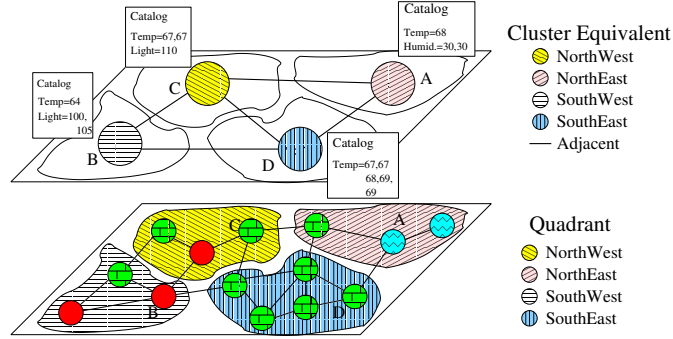 Catalog
Temp=67,67
Light=110
Catalog
Temp=68
Humid.=30,30
Catalog
Temp=64
Light=100,
105
C
A
B
D
Catalog
Temp=67,67
68,69,
69
Cluster Equivalent
NorthWest
NorthEast
SouthWest
SouthEast
Adjacent
C
A
B
D
Quadrant
NorthWest
NorthEast
SouthWest
SouthEast